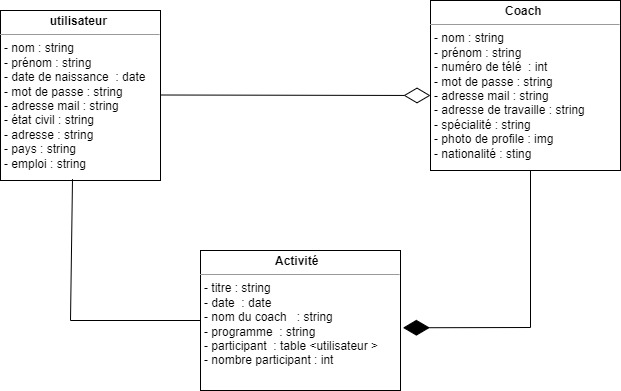 utilisateur
- nom : string
- prénom : string
- date de naissance : date
- mot de passe : string
- adresse mail : string
- état civil : string
- adresse : string
- pays : string
- emploi : string
Coach
- nom : string
- prénom : string
- numéro de télé : int
- mot de passe : string
- adresse mail : string
- adresse de travaille : string
- spécialité : string
- photo de profile : img
- nationalité : sting
Activité
- titre : string
- date : date
- nom du coach : string
- programme : string
- participant : table <utilisateur >
- nombre participant : int